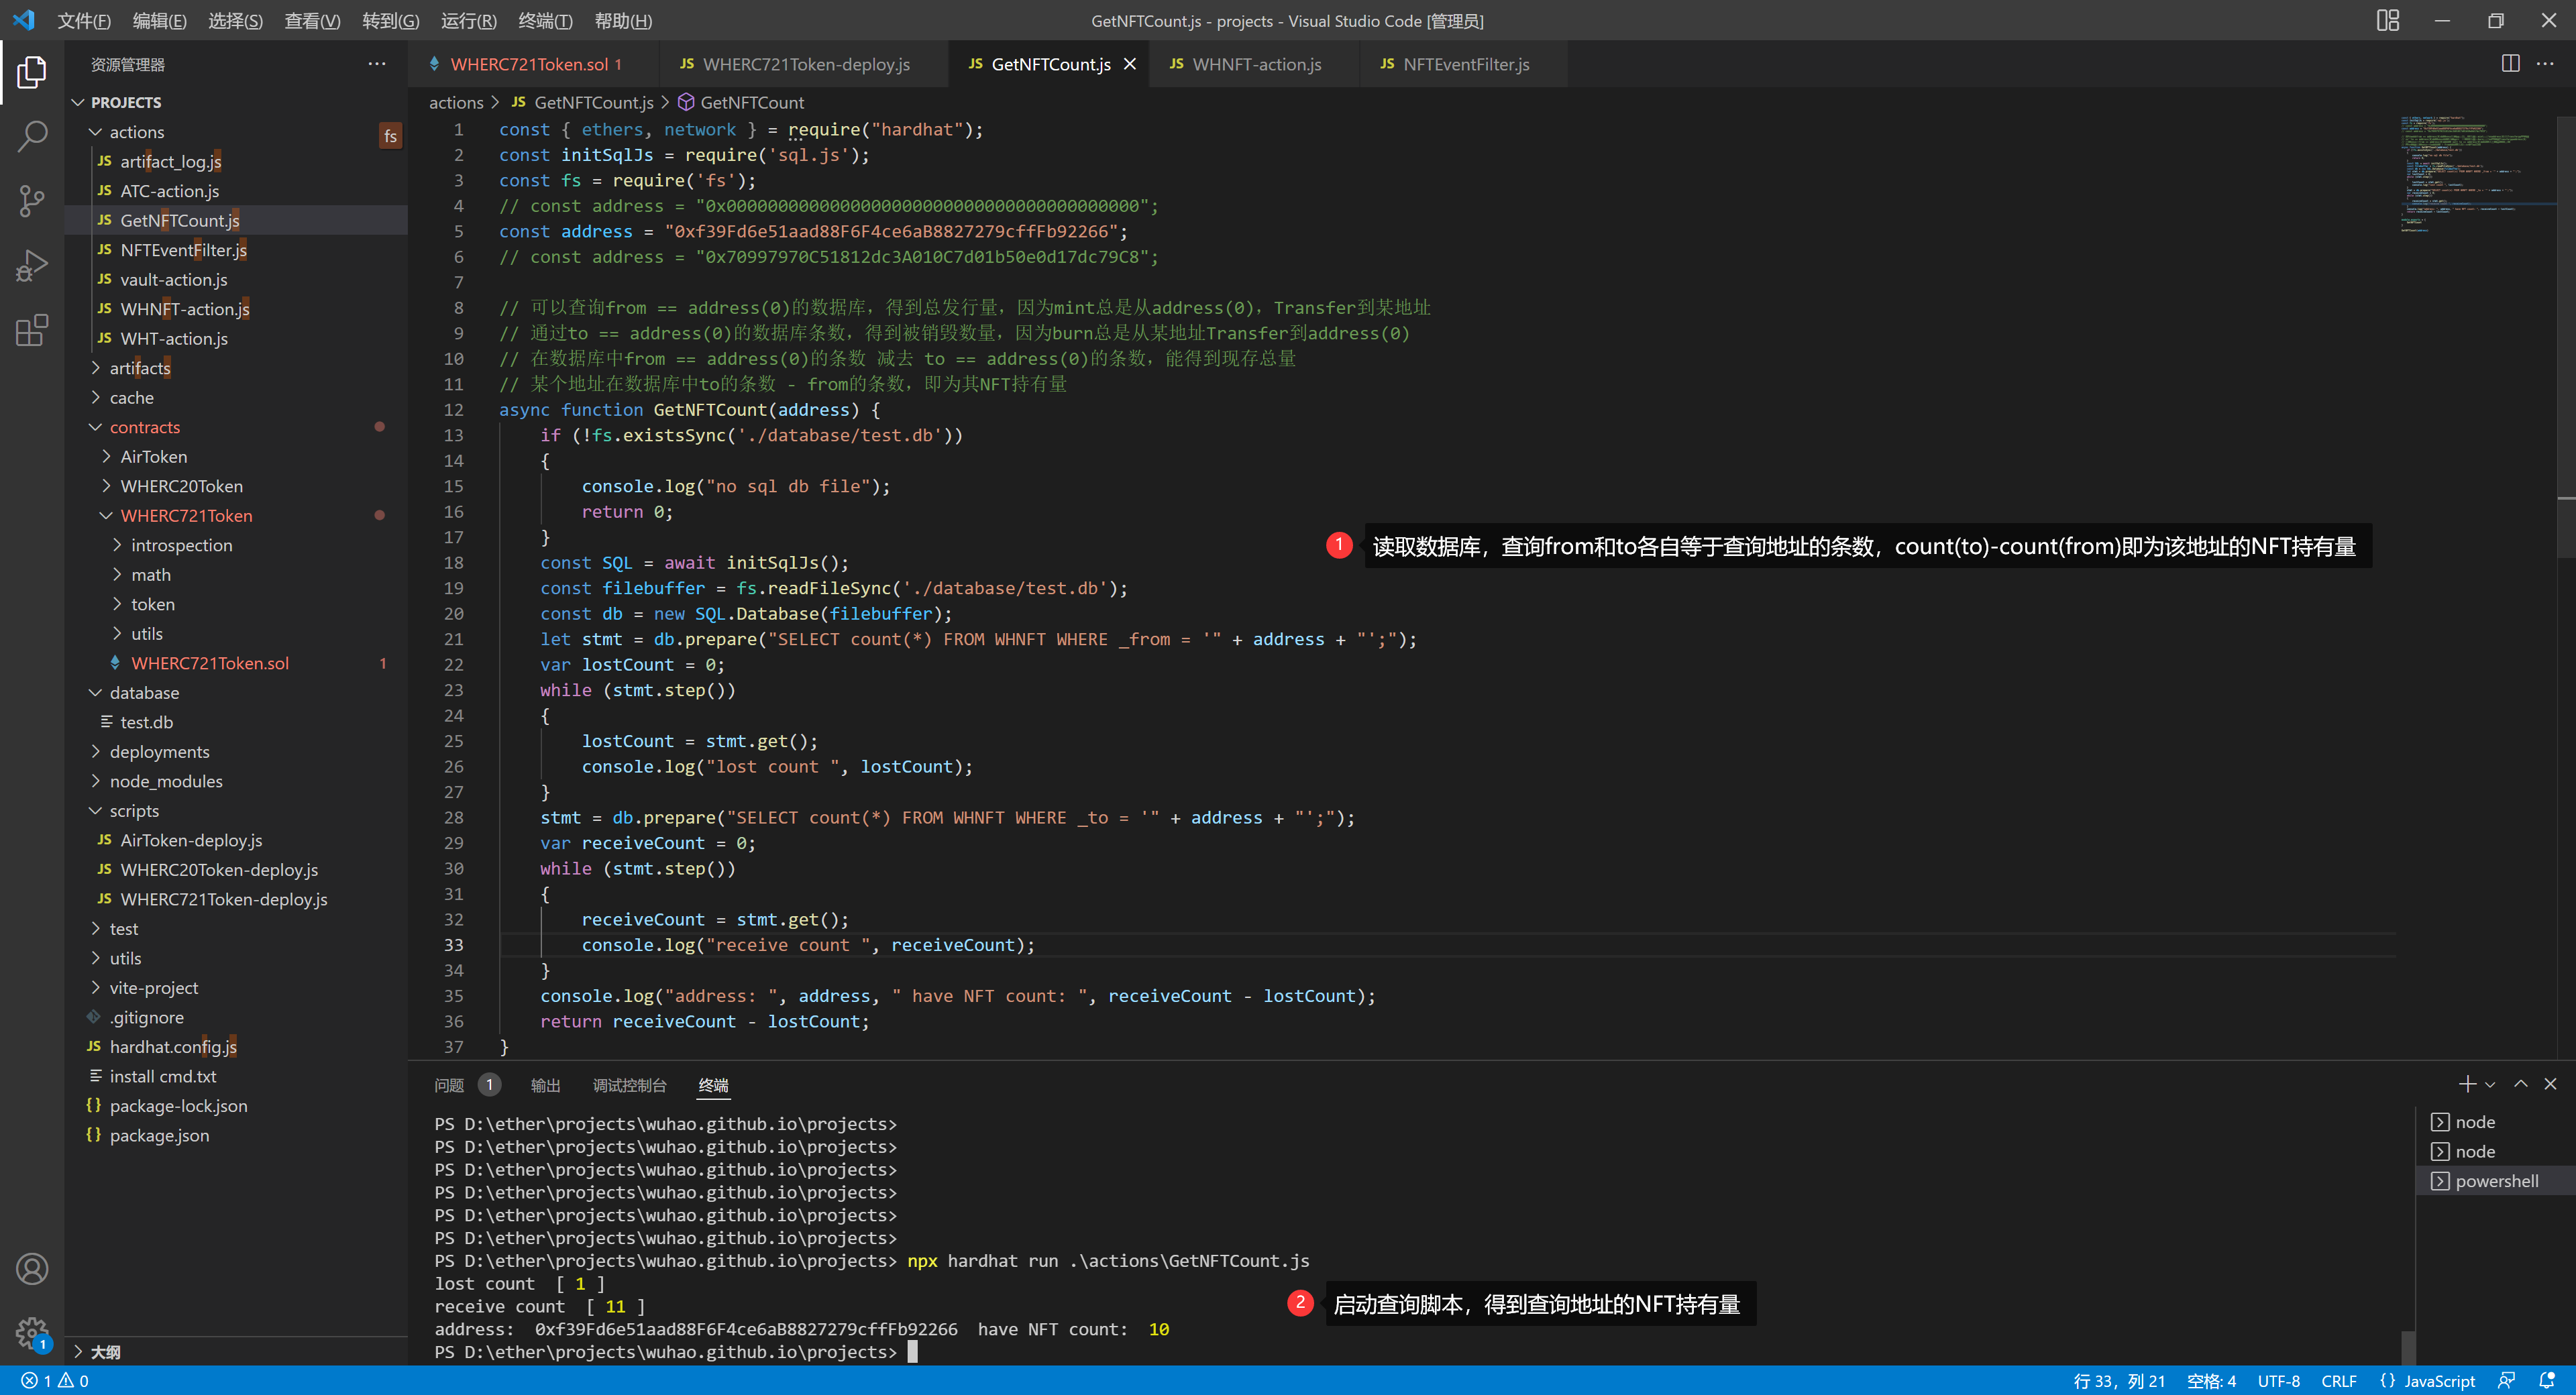 文件(F) 编辑(E) 选择(S) 查看(V) 转到(G) 运行(R) 终端(T) 帮助(H)
GetNFTCount.js - projects - Visual Studio Code [管理员]
资源管理器
PROJECTS
actions
fs
JS artifact_log.js
JS ATC-action.js
JS GetNFTCount.js
JS NFTEventFilter.js
JS vault-action.js
JS WHNFT-action.js
JS WHT-action.js
artifacts
cache
contracts
AirToken
WHERC20Token
WHERC721Token
introspection
math
token
utils
WHERC721Token.sol 1
database
test.db
deployments
node_modules
scripts
JS AirToken-deploy.js
JS WHERC20Token-deploy.js
JS WHERC721Token-deploy.js
test
utils
vite-project
.gitignore
JS hardhat.config.js
install cmd.txt
{} package-lock.json
{} package.json
大纲
1
WHERC721Token.sol 1
JS WHERC721Token-deploy.js
JS GetNFTCount.js
JS WHNFT-action.js
JS NFTEventFilter.js
actions > JS GetNFTCount.js > GetNFTCount
1 const { ethers, network } = require("hardhat");
2 const initSqlJs = require('sql.js');
3 const fs = require('fs');
4 // const address = "0x0000000000000000000000000000000000000000";
5 const address = "0xf39Fd6e51aad88F6F4ce6aB8827279cffFb92266";
6 // const address = "0x70997970C51812dc3A010C7d01b50e0d17dc79C8";
7
8 // 可以查询from == address(0)的数据库，得到总发行量，因为mint总是从address(0)，Transfer到某地址
9 // 通过to == address(0)的数据库条数，得到被销毁数量，因为burn总是从某地址Transfer到address(0)
10 // 在数据库中from == address(0)的条数 减去 to == address(0)的条数，能得到现存总量
11 // 某个地址在数据库中to的条数 - from的条数，即为其NFT持有量
12 async function GetNFTCount(address) {
13 if (!fs.existsSync('./database/test.db'))
14 {
15 console.log("no sql db file");
16 return 0;
17 }
18 const SQL = await initSqlJs();
19 const filebuffer = fs.readFileSync('./database/test.db');
20 const db = new SQL.Database(filebuffer);
21 let stmt = db.prepare("SELECT count(*) FROM WHNFT WHERE _from = '" + address + "';");
22 var lostCount = 0;
23 while (stmt.step())
24 {
25 lostCount = stmt.get();
26 console.log("lost count ", lostCount);
27 }
28 stmt = db.prepare("SELECT count(*) FROM WHNFT WHERE _to = '" + address + "';");
29 var receiveCount = 0;
30 while (stmt.step())
31 {
32 receiveCount = stmt.get();
33 console.log("receive count ", receiveCount);
34 }
35 console.log("address: ", address, " have NFT count: ", receiveCount - lostCount);
36 return receiveCount - lostCount;
37 }
1 读取数据库，查询from和to各自等于查询地址的条数，count(to)-count(from)即为该地址的NFT持有量
问题 1 输出 调试控制台 终端
PS D:\ether\projects\wuhao.github.io\projects>
PS D:\ether\projects\wuhao.github.io\projects>
PS D:\ether\projects\wuhao.github.io\projects>
PS D:\ether\projects\wuhao.github.io\projects>
PS D:\ether\projects\wuhao.github.io\projects>
PS D:\ether\projects\wuhao.github.io\projects>
PS D:\ether\projects\wuhao.github.io\projects> npx hardhat run .\actions\GetNFTCount.js
lost count [ 1 ]
receive count [ 11 ]
address: 0xf39Fd6e51aad88F6F4ce6aB8827279cffFb92266 have NFT count: 10
PS D:\ether\projects\wuhao.github.io\projects>
2 启动查询脚本，得到查询地址的NFT持有量
node
node
powershell
1 0
行 33，列 21 空格: 4 UTF-8 CRLF {} JavaScript